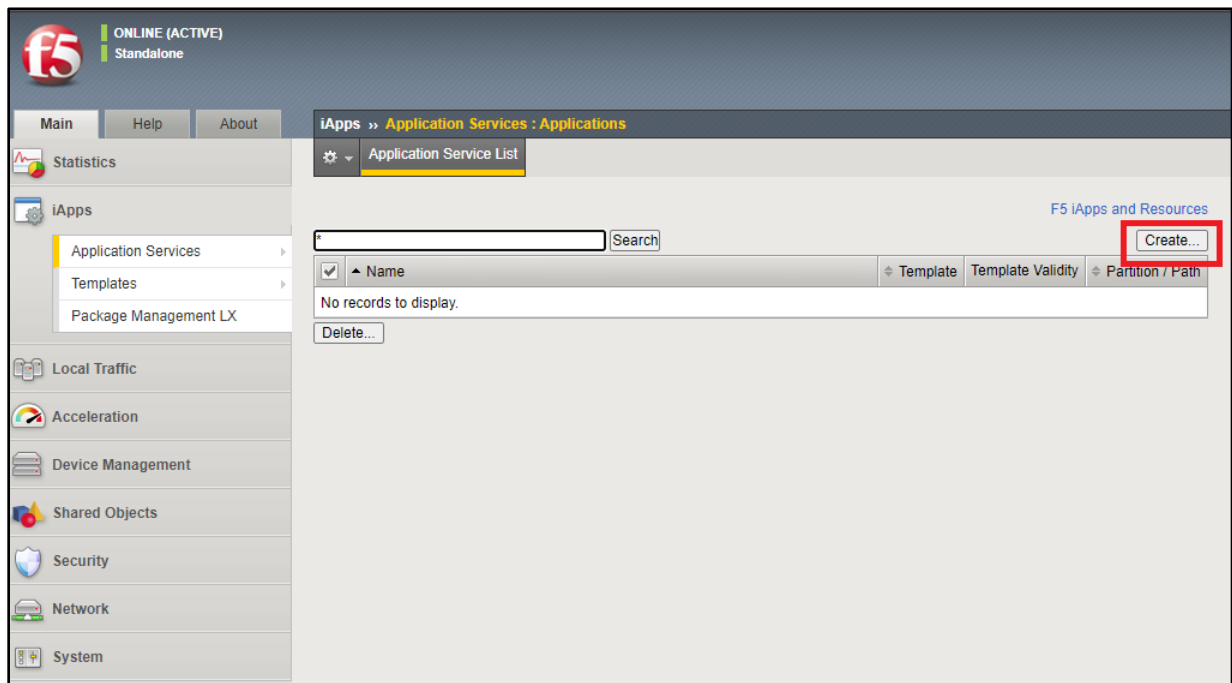 f5
ONLINE (ACTIVE)
Standalone
Main Help About
Statistics
iApps
Application Services
Templates
Package Management LX
Local Traffic
Acceleration
Device Management
Shared Objects
Security
Network
System
iApps ›› Application Services : Applications
Application Service List
F5 iApps and Resources
* Search Create...
Name Template Template Validity Partition / Path
No records to display.
Delete...